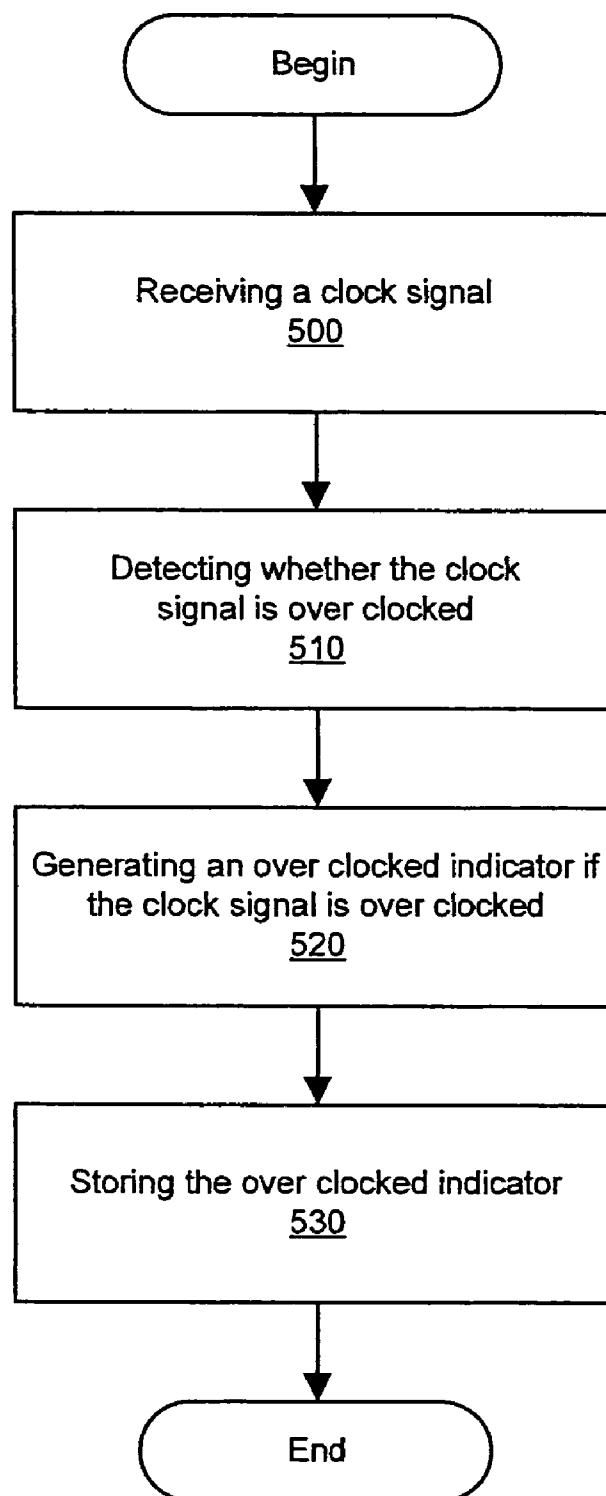 Begin
Receiving a clock signal
500
Detecting whether the clock
signal is over clocked
510
Generating an over clocked indicator if
the clock signal is over clocked
520
Storing the over clocked indicator
530
End